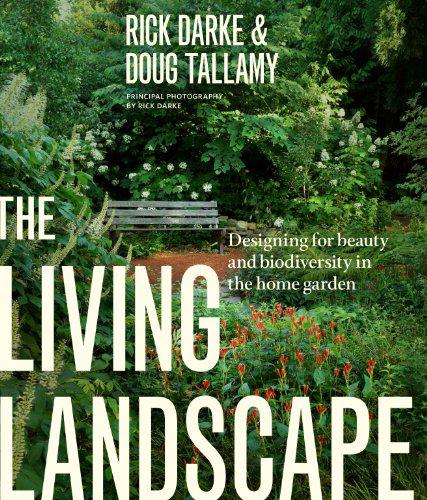 RICK DARKE &
DOUG TALLAMY
PRINCIPAL PHOTOGRAPHY
BY RICK DARKE
THE
Designing for beauty
and biodiversity in
the home garden
LIVING
LANDSCAPE